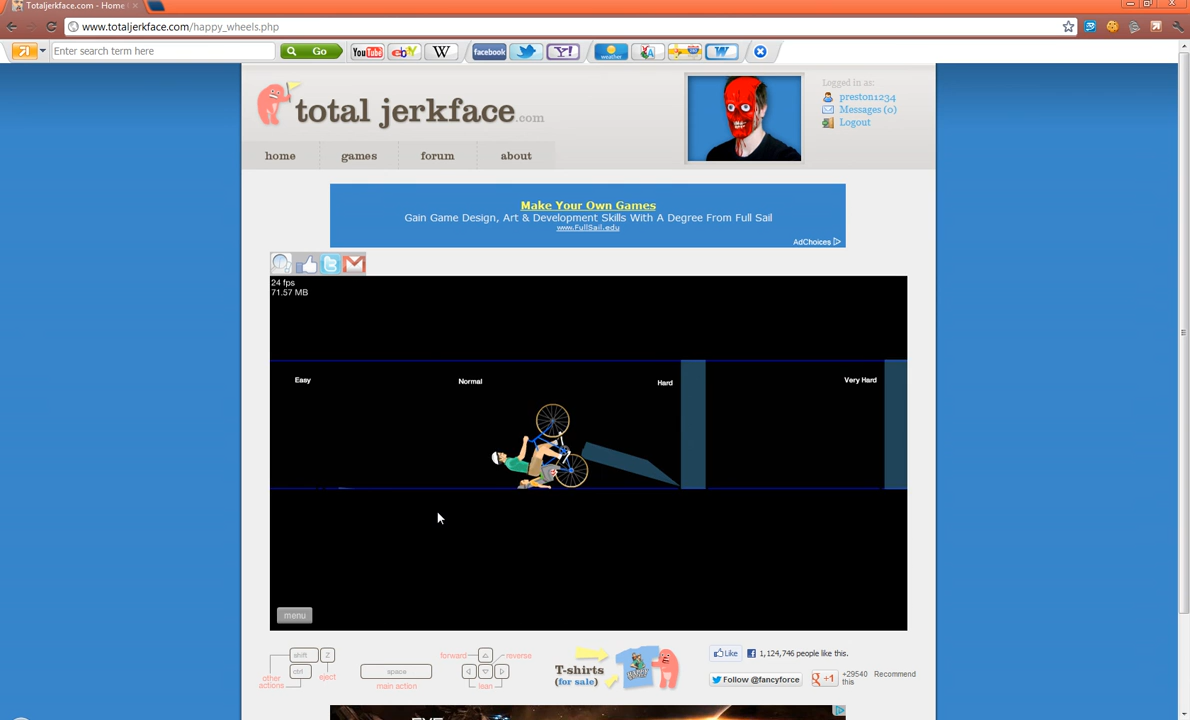 Totaljerkface.com - Home
www.totaljerkface.com/happy_wheels.php
Enter search term here
Go
You Tube
ebY
W
facebook
Y!
weather
W
total jerkface.com
Logged in as:
preston1234
Messages (0)
Logout
home games forum about
Make Your Own Games
Gain Game Design, Art & Development Skills With A Degree From Full Sail
www.FullSail.edu
AdChoices
24 fps
71.57 MB
Easy Normal Hard Very Hard
menu
shift Z
ctrl
eject
other
actions
space
main action
forward reverse
lean
T-shirts
(for sale)
Like 1,124,746 people like this.
Follow @fancyforce
+1 +29540 Recommend
this